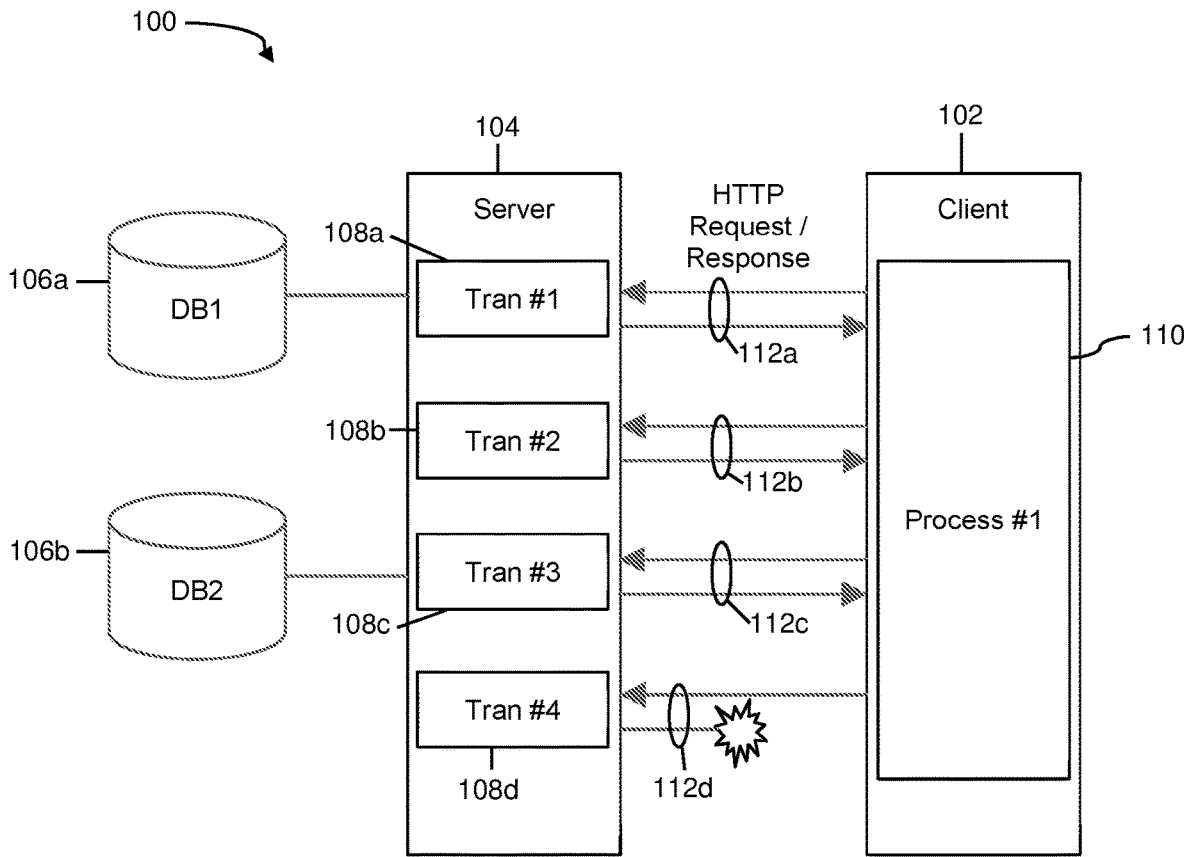 100
104
102
Server
HTTP
Request /
Response
Client
108a
106a
DB1
Tran #1
112a
110
108b
Tran #2
112b
Process #1
106b
DB2
Tran #3
108c
112c
Tran #4
108d
112d